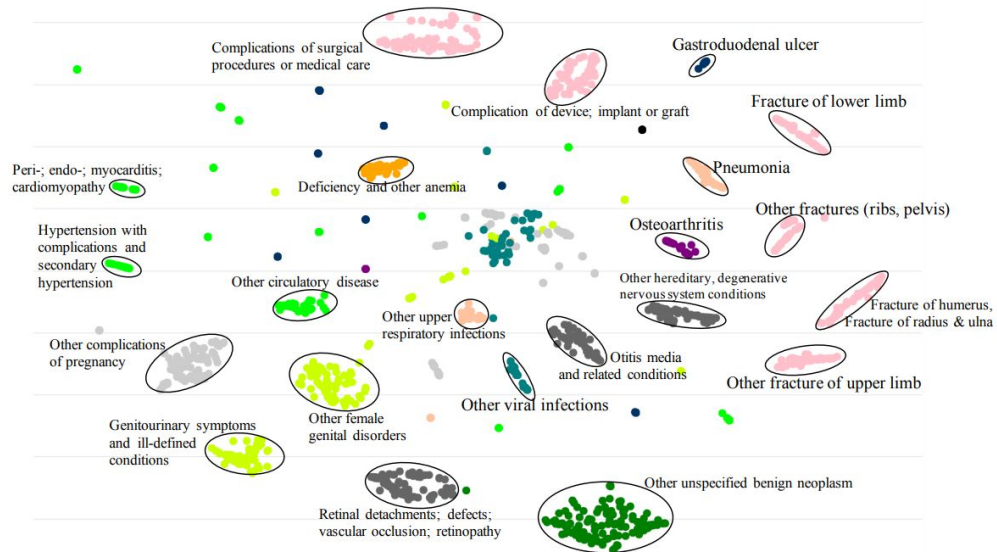 Complications of surgical
procedures or medical care
Gastroduodenal ulcer
Complication of device; implant or graft
Fracture of lower limb
Peri-; endo-; myocarditis;
cardiomyopathy
Deficiency and other anemia
Pneumonia
Other fractures (ribs, pelvis)
Hypertension with
complications and
secondary
hypertension
Osteoarthritis
Other circulatory disease
Other hereditary, degenerative
nervous system conditions
Other upper
respiratory infections
Fracture of humerus,
Fracture of radius & ulna
Other complications
of pregnancy
Otitis media
and related conditions
Other fracture of upper limb
Other viral infections
Other female
genital disorders
Genitourinary symptoms
and ill-defined
conditions
Other unspecified benign neoplasm
Retinal detachments; defects;
vascular occlusion; retinopathy